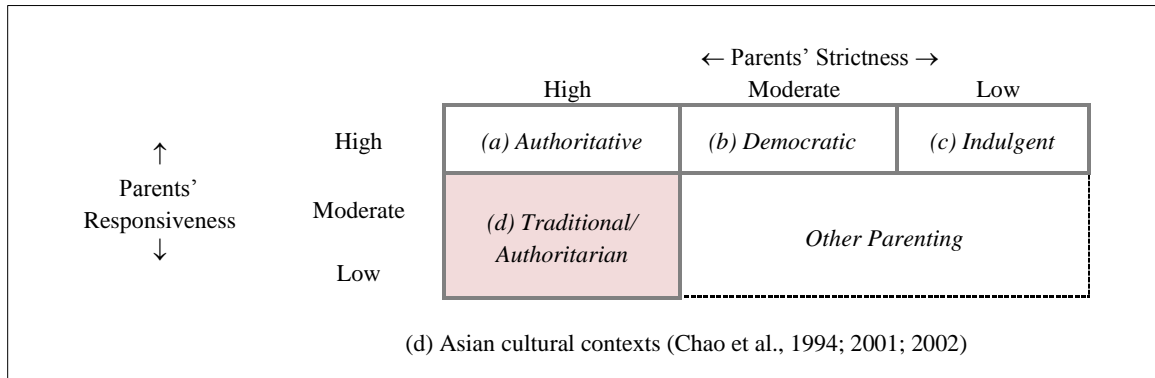 ← Parents’ Strictness →
High Moderate Low
High (a) Authoritative (b) Democratic (c) Indulgent
↑
Parents’
Responsiveness
↓
Moderate
Low
(d) Traditional/
Authoritarian
Other Parenting
(d) Asian cultural contexts (Chao et al., 1994; 2001; 2002)